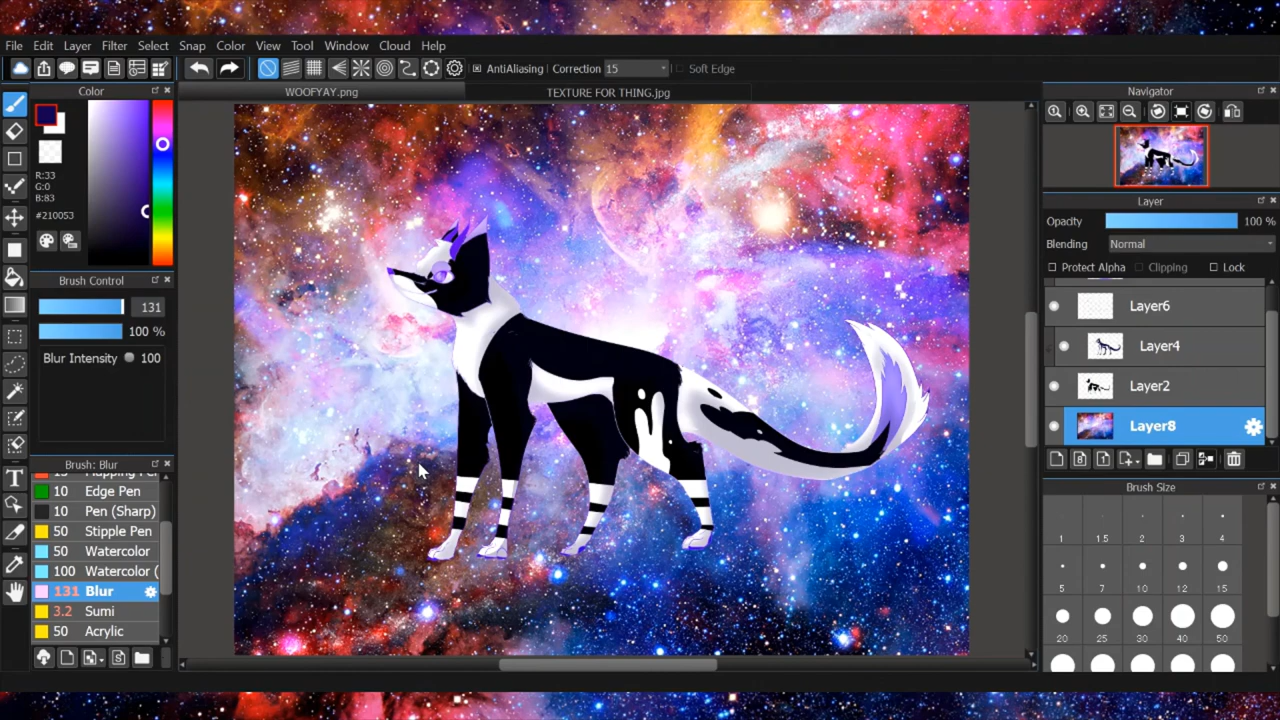 File Edit Layer Filter Select Snap Color View Tool Window Cloud Help
AntiAliasing Correction 15 Soft Edge
Color
WOOFYAY.png TEXTURE FOR THING.jpg
Navigator
R:33
G:0
B:83
#210053
Layer
Opacity 100 %
Blending Normal
Protect Alpha Clipping Lock
Brush Control
131
100 %
Blur Intensity 100
Layer6
Layer4
Layer2
Layer8
Brush: Blur
10 Edge Pen
10 Pen (Sharp)
50 Stipple Pen
50 Watercolor
100 Watercolor (
131 Blur
3.2 Sumi
50 Acrylic
Brush Size
1 1.5 2 3 4
5 7 10 12 15
20 25 30 40 50